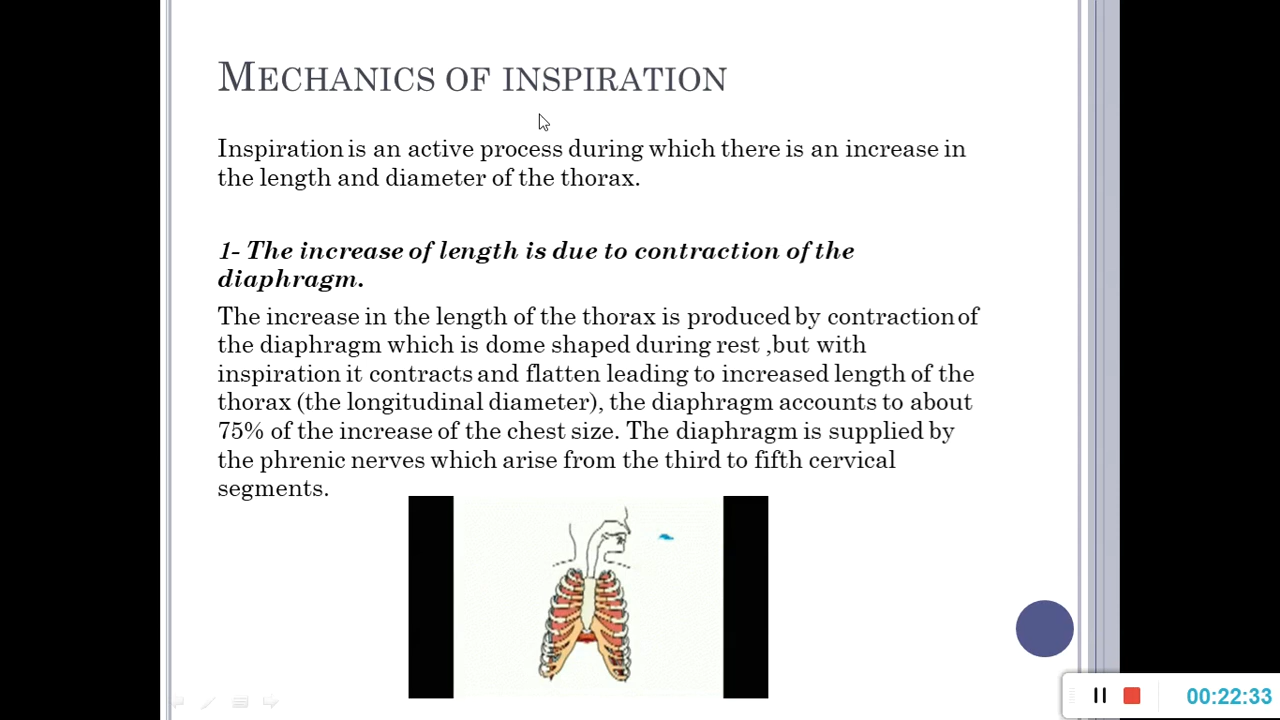 MECHANICS OF INSPIRATION
Inspiration is an active process during which there is an increase in
the length and diameter of the thorax.
1- The increase of length is due to contraction of the
diaphragm.
The increase in the length of the thorax is produced by contraction of
the diaphragm which is dome shaped during rest ,but with
inspiration it contracts and flatten leading to increased length of the
thorax (the longitudinal diameter), the diaphragm accounts to about
75% of the increase of the chest size. The diaphragm is supplied by
the phrenic nerves which arise from the third to fifth cervical
segments.
00:22:33